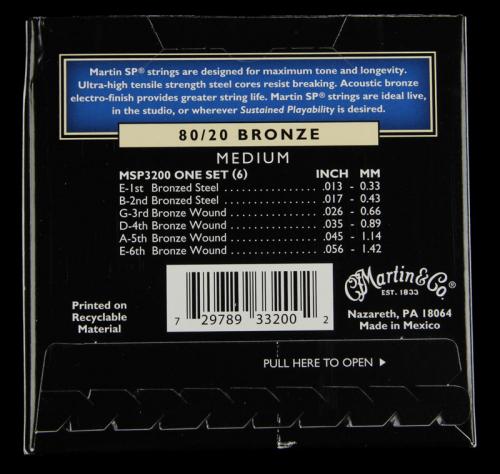 Martin SP® strings are designed for maximum tone and longevity.
Ultra-high tensile strength steel cores resist breaking. Acoustic bronze
electro-finish provides greater string life. Martin SP® strings are ideal live,
in the studio, or wherever Sustained Playability is desired.
80/20 BRONZE
MEDIUM
MSP3200 ONE SET (6) INCH MM
E-1st Bronzed Steel .013 - 0.33
B-2nd Bronzed Steel .017 - 0.43
G-3rd Bronze Wound .026 - 0.66
D-4th Bronze Wound .035 - 0.89
A-5th Bronze Wound .045 - 1.14
E-6th Bronze Wound .056 - 1.42
Printed on
Recyclable
Material
7 29789 33200 2
CF Martin & Co.®
EST. 1833
Nazareth, PA 18064
Made in Mexico
PULL HERE TO OPEN ▶